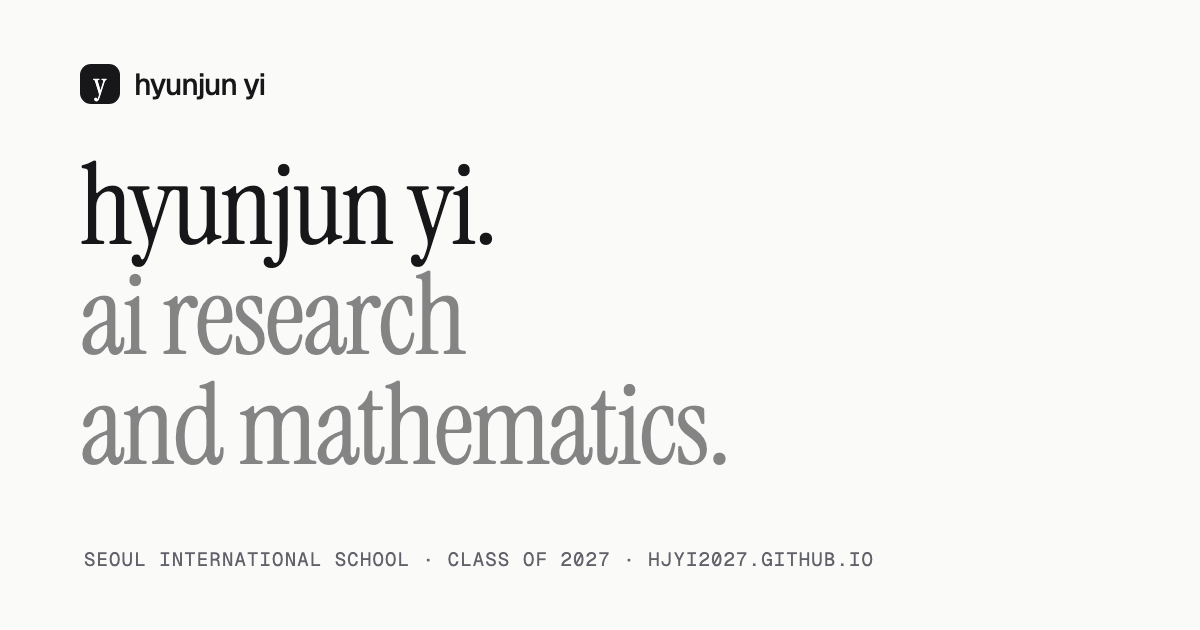 y hyunjun yi
hyunjun yi.
ai research
and mathematics.
SEOUL INTERNATIONAL SCHOOL · CLASS OF 2027 · HJYI2027.GITHUB.IO